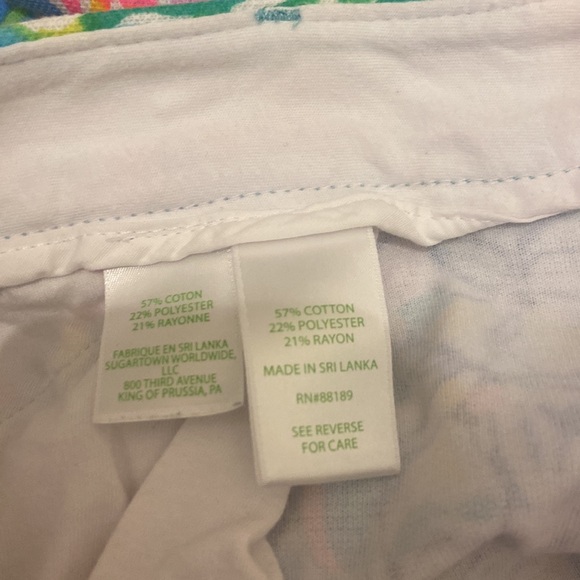 57% COTON
22% POLYESTER
21% RAYONNE
FABRIQUE EN SRI LANKA
SUGARTOWN WORLDWIDE,
LLC
800 THIRD AVENUE
KING OF PRUSSIA, PA
57% COTTON
22% POLYESTER
21% RAYON
MADE IN SRI LANKA
RN#88189
SEE REVERSE
FOR CARE